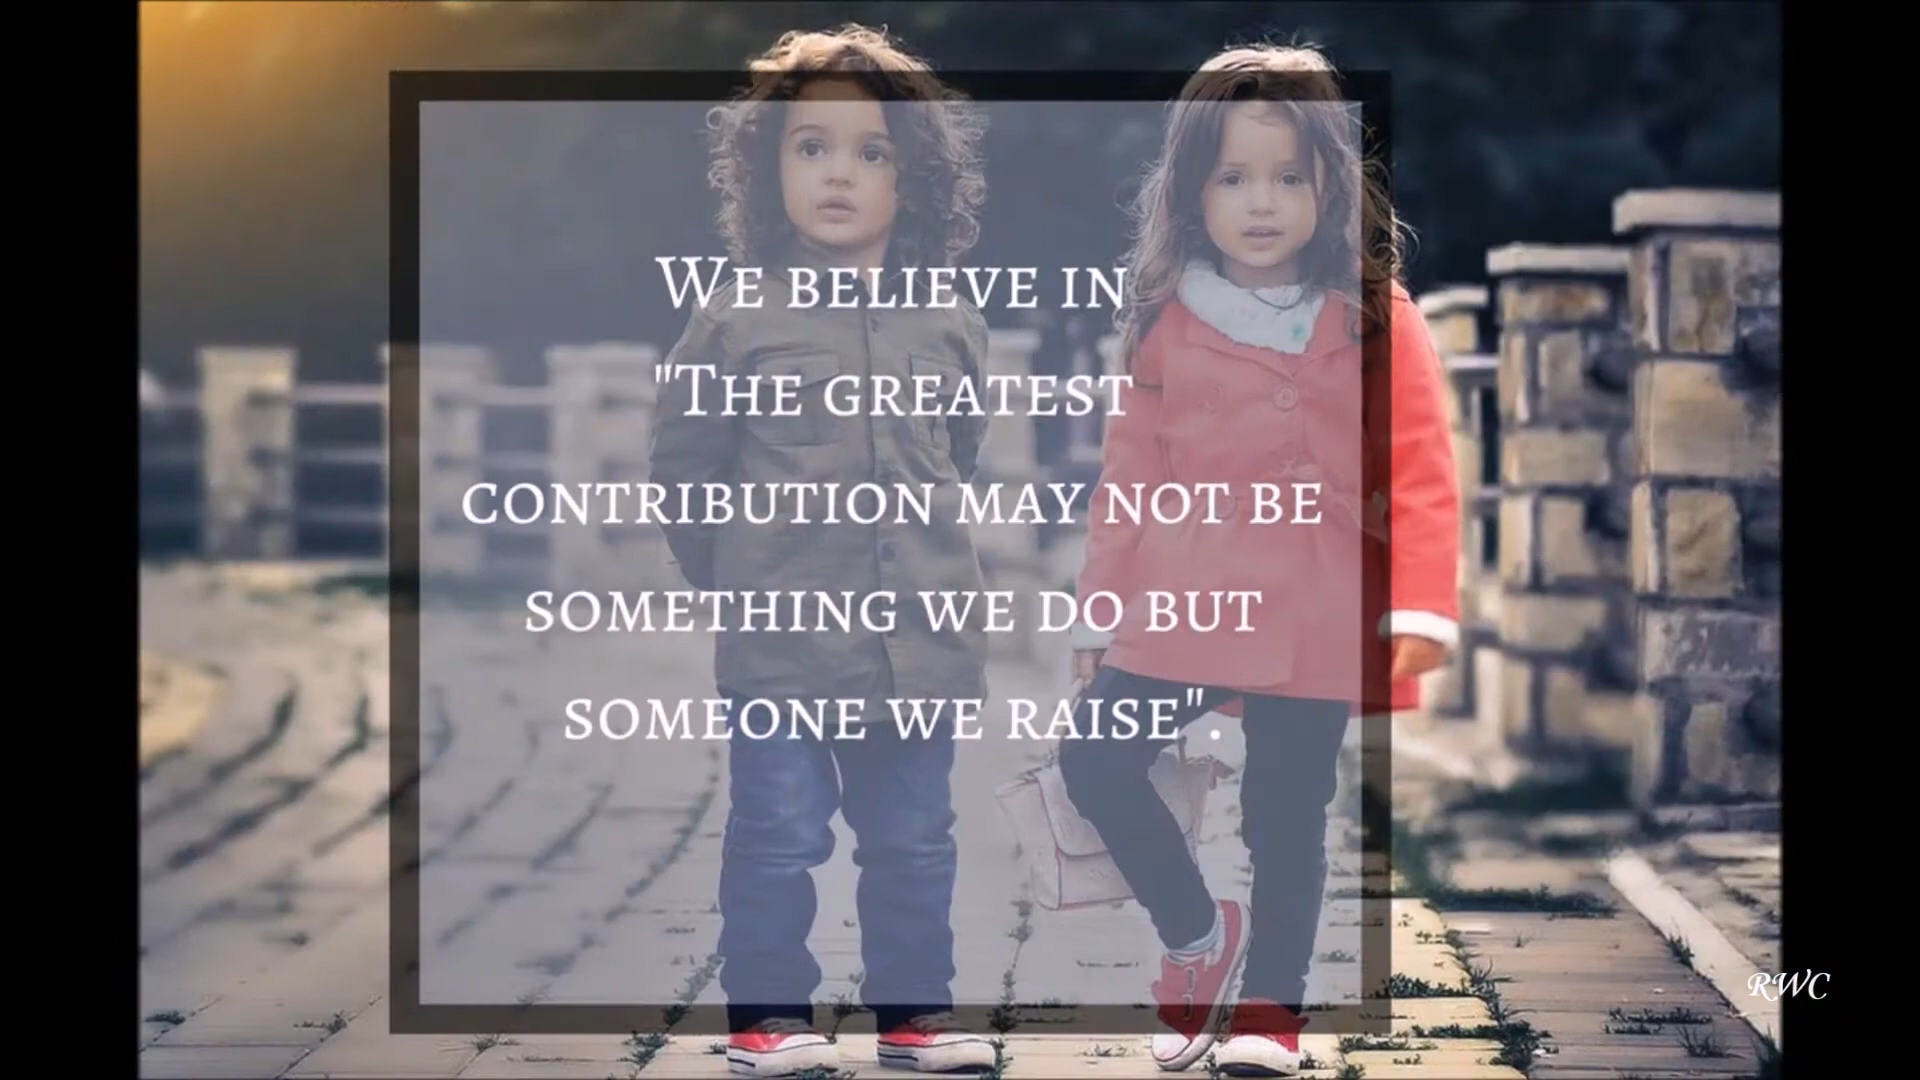 We believe in
"The greatest
contribution may not be
something we do but
someone we raise".
RWC